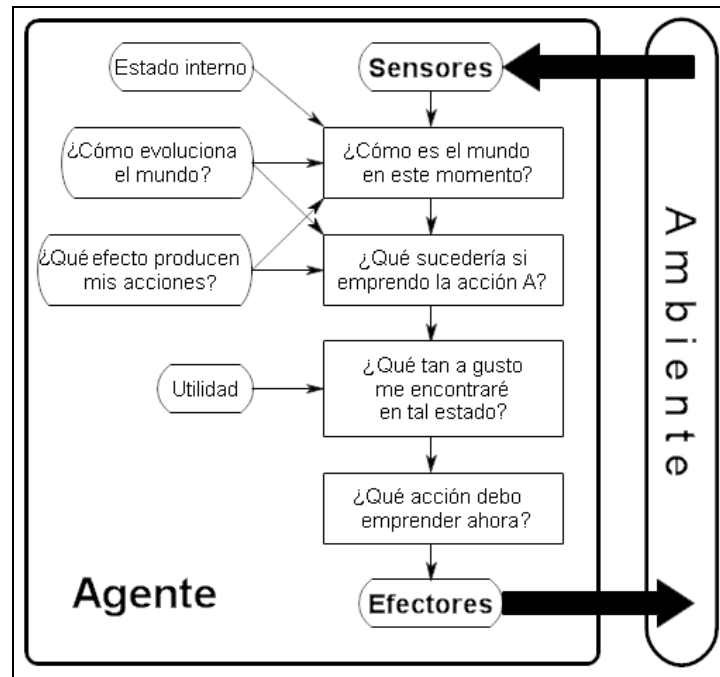 Estado interno
Sensores
¿Cómo evoluciona
el mundo?
¿Cómo es el mundo
en este momento?
¿Qué efecto producen
mis acciones?
¿Qué sucedería si
emprendo la acción A?
Utilidad
¿Qué tan a gusto
me encontraré
en tal estado?
¿Qué acción debo
emprender ahora?
Agente
Efectores
Ambiente